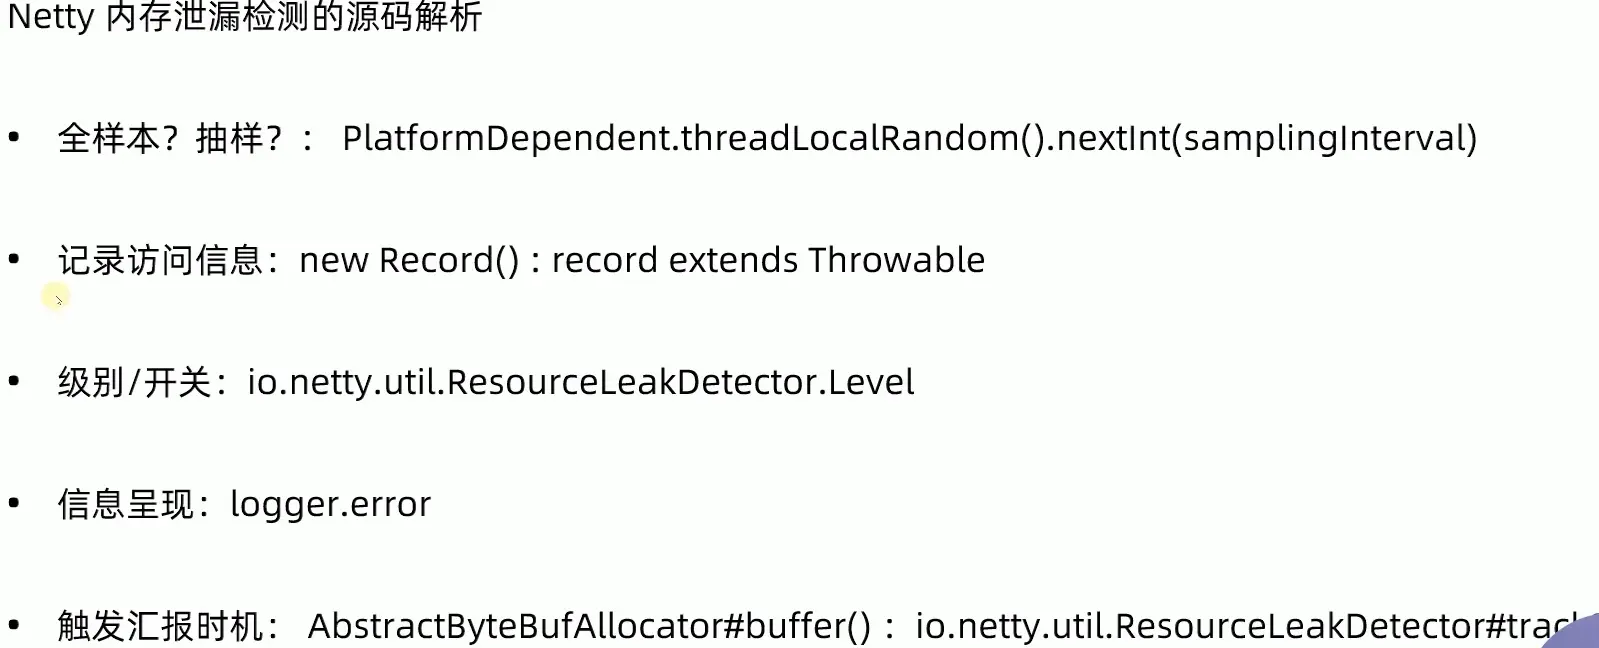 Netty 内存泄漏检测的源码解析
• 全样本？抽样？： PlatformDependent.threadLocalRandom().nextInt(samplingInterval)
• 记录访问信息：new Record() : record extends Throwable
• 级别/开关：io.netty.util.ResourceLeakDetector.Level
• 信息呈现：logger.error
• 触发汇报时机： AbstractByteBufAllocator#buffer() ：io.netty.util.ResourceLeakDetector#trac